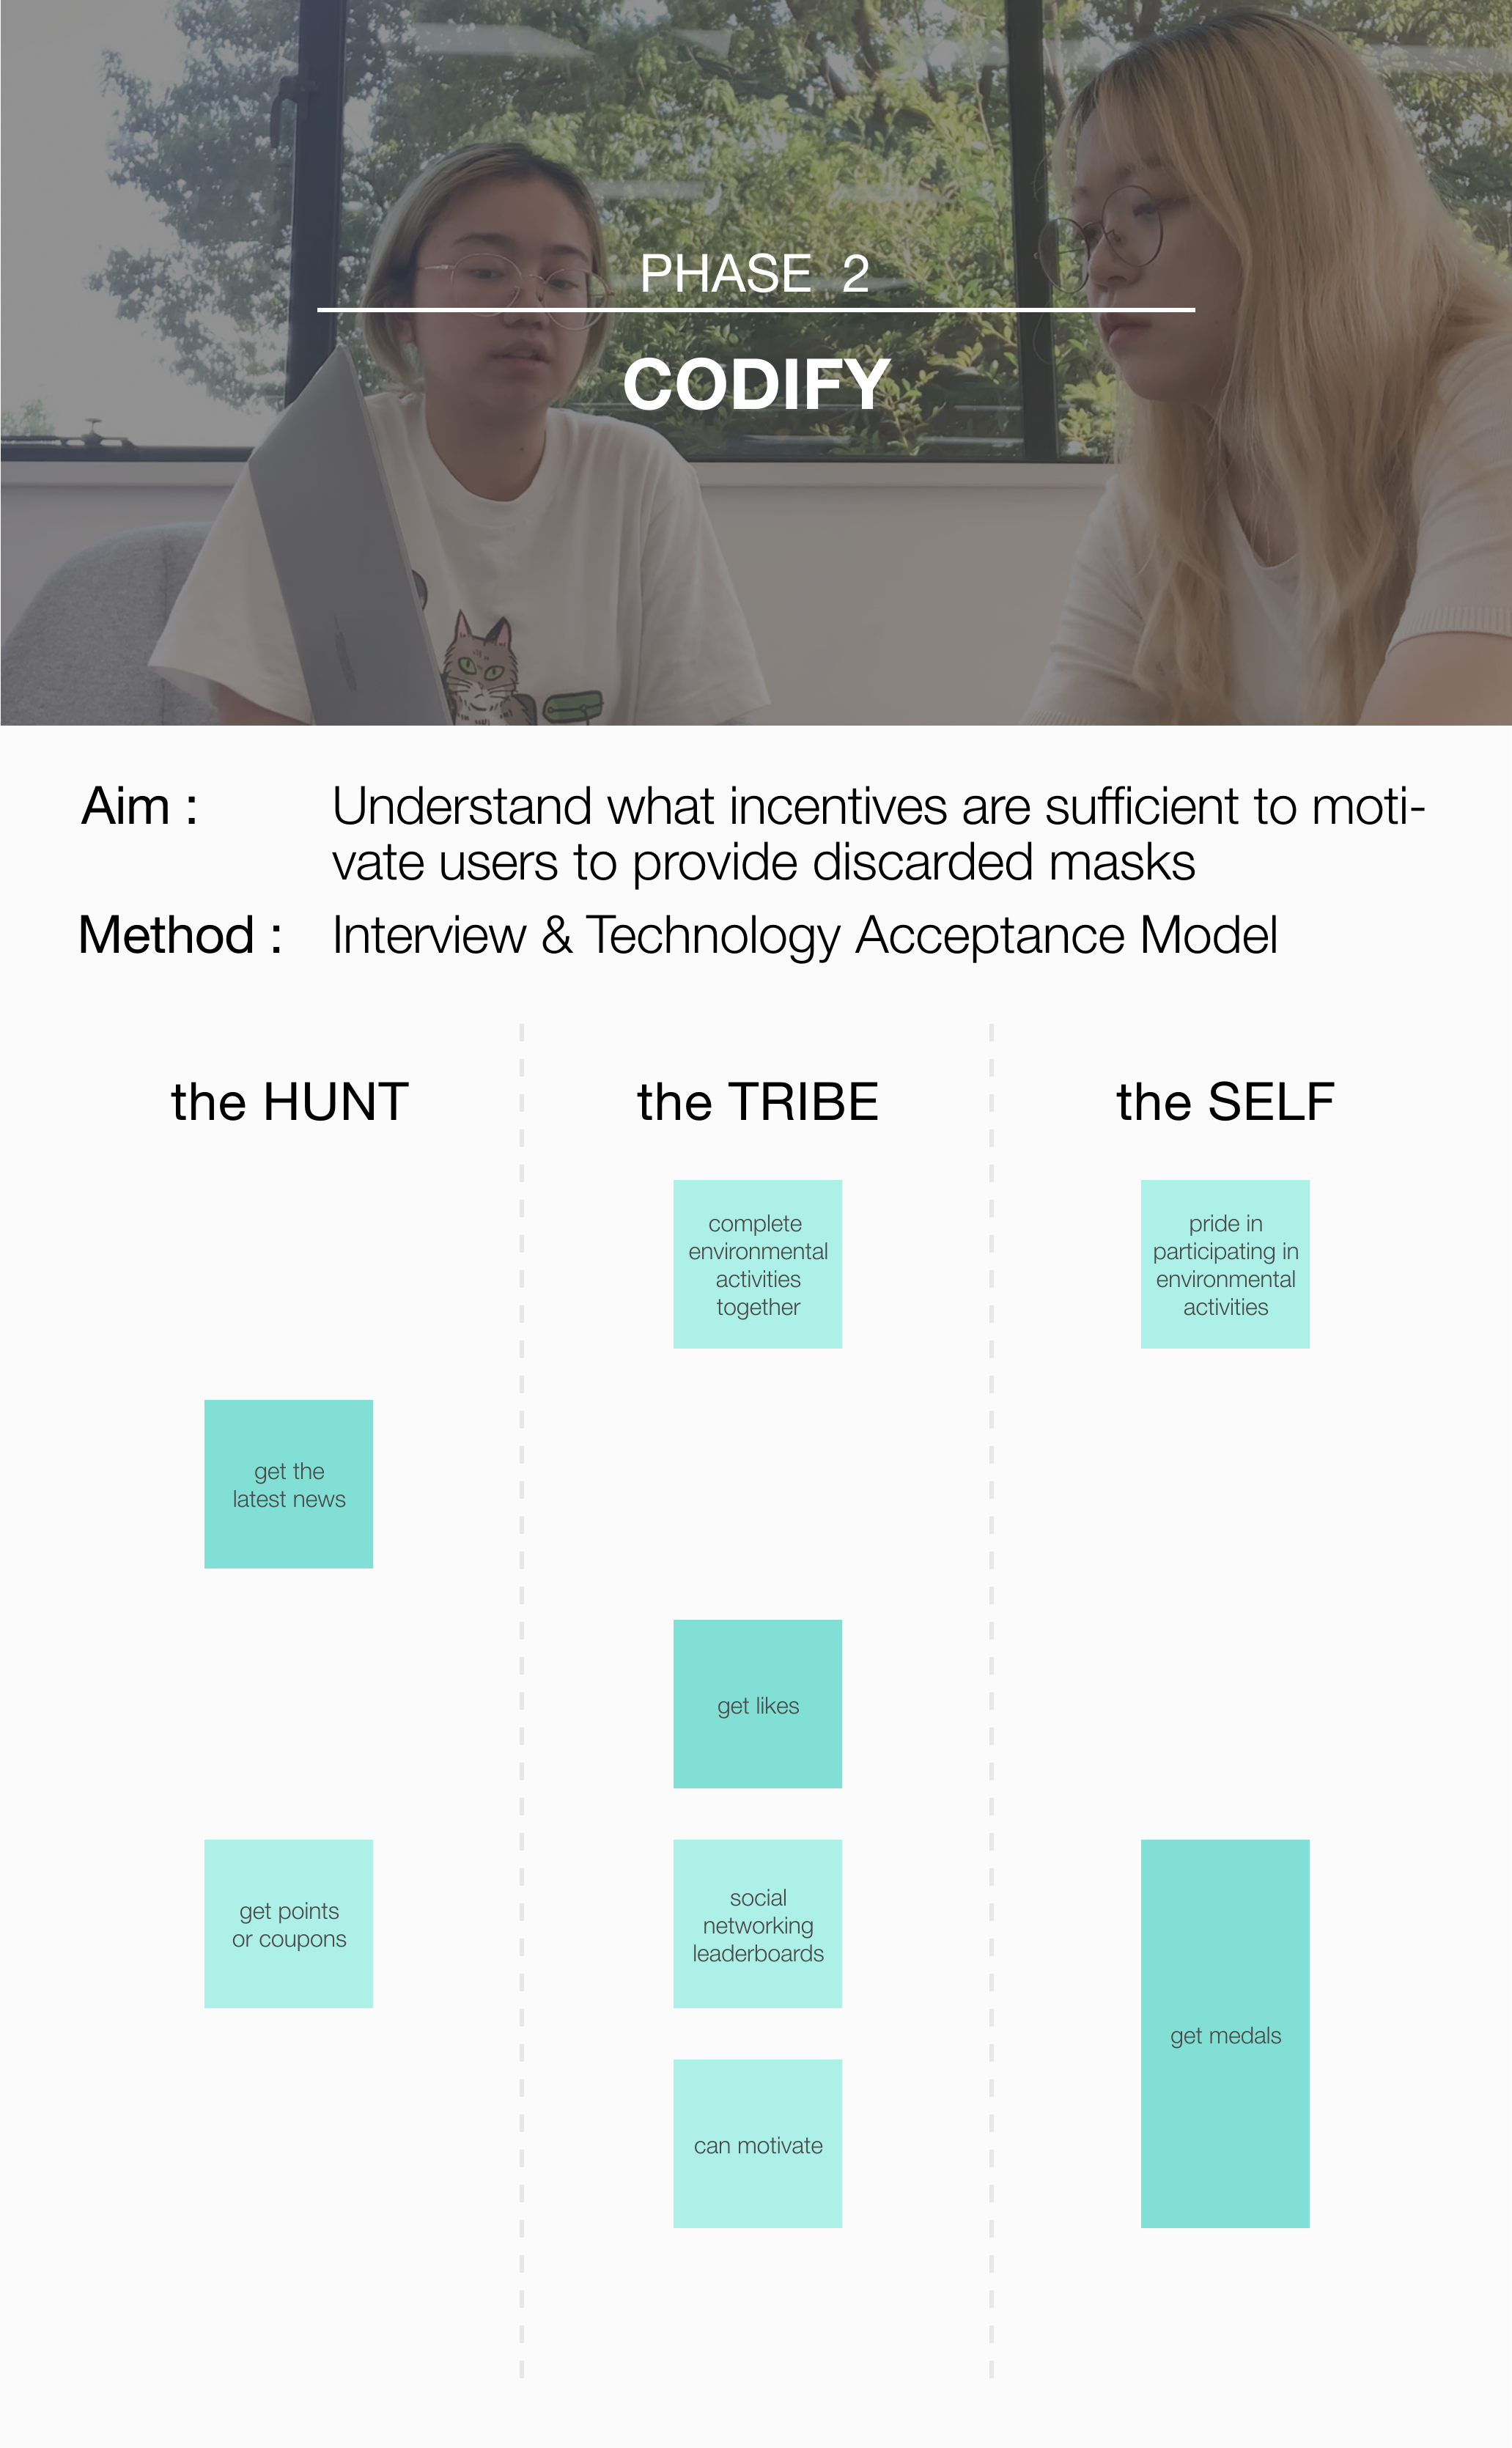 PHASE 2
CODIFY
Aim : Understand what incentives are sufficient to moti-
vate users to provide discarded masks
Method : Interview & Technology Acceptance Model
the HUNT
the TRIBE
the SELF
complete
environmental
activities
together
pride in
participating in
environmental
activities
get the
latest news
get likes
get points
or coupons
social
networking
leaderboards
get medals
can motivate